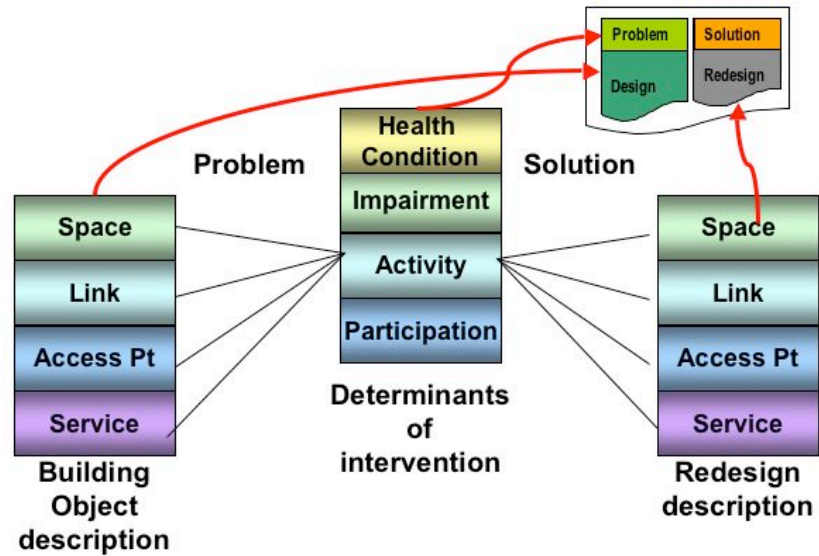 Problem
Solution
Design
Redesign
Health
Condition
Problem
Solution
Impairment
Space
Activity
Space
Link
Link
Participation
Access Pt
Access Pt
Determinants
of
intervention
Service
Service
Building
Object
description
Redesign
description